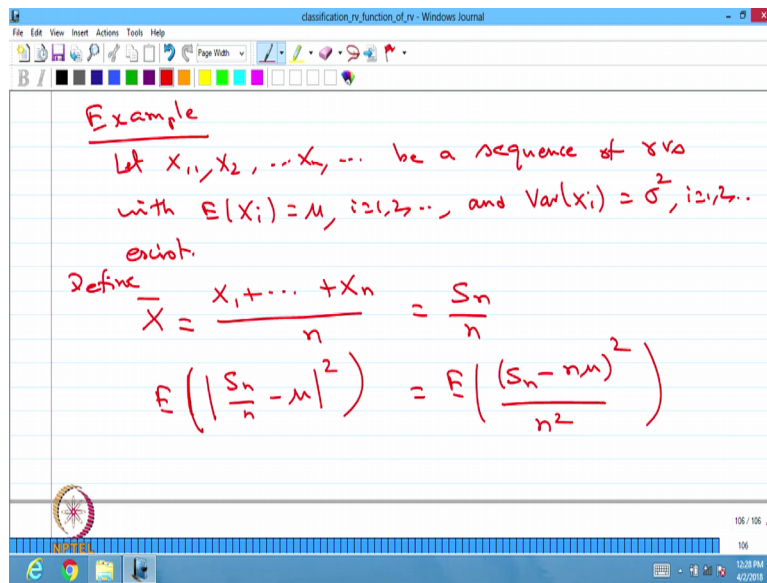 classification_rv_function_of_rv - Windows Journal
File Edit View Insert Actions Tools Help
Page Width
B I
Example
Let X₁, X₂, ... Xn, ... be a sequence of rvs
with E(Xi) = μ, i=1,2..., and Var(Xi) = σ², i=1,2...
exist.
Define
X̄ = (X₁ + ... + Xn)/n = Sn/n
E(|Sn/n - μ|²) = E((Sn - nμ)²/n²)
NPTEL
106 / 106
106
12:28 PM
4/2/2018